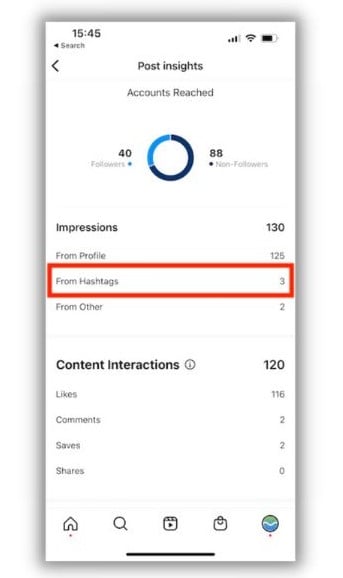 15:45
◂ Search
Post insights
Accounts Reached
40 88
Followers • • Non-Followers
Impressions 130
From Profile 125
From Hashtags 3
From Other 2
Content Interactions 120
Likes 116
Comments 2
Saves 2
Shares 0